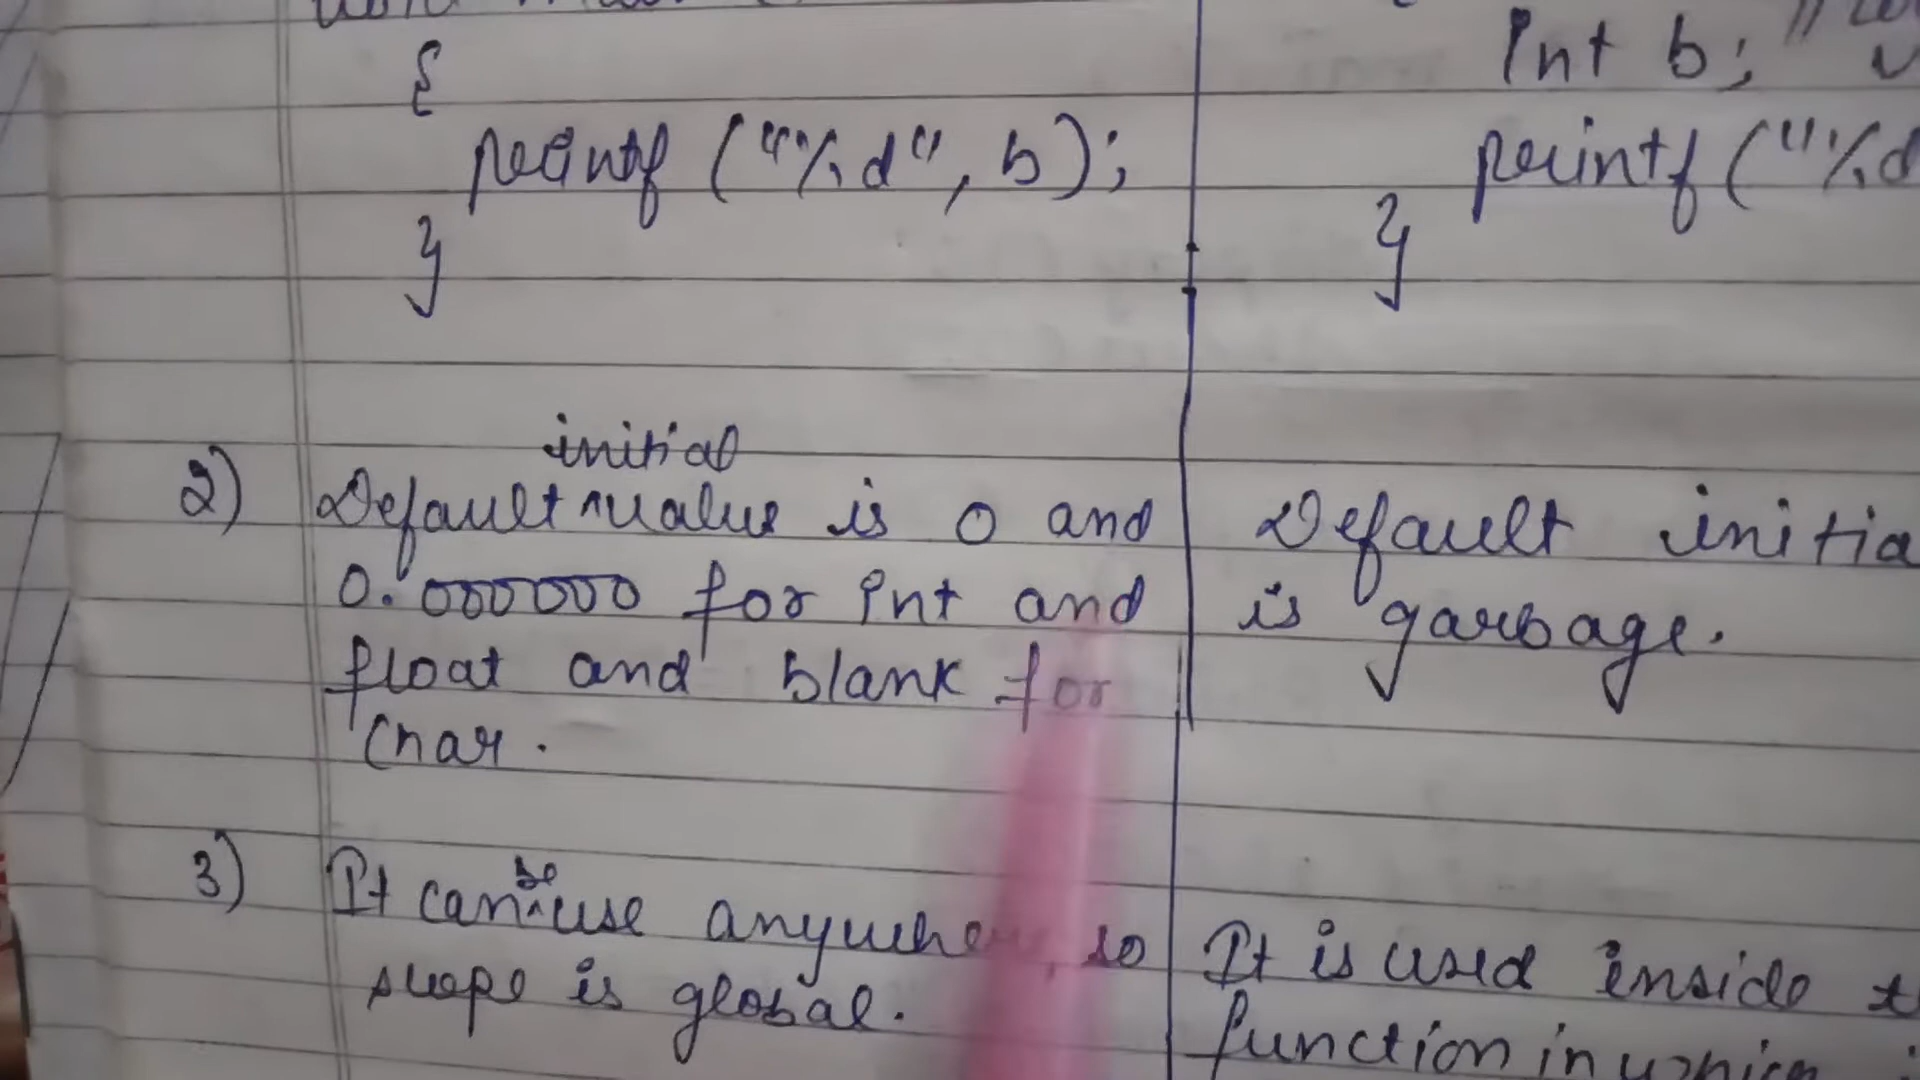 {
printf ("%d", b);
}
2) Default initial value is 0 and
0.000000 for int and
float and blank for
char.
3) It can be use anywhere, so
scope is global.
int b; //
printf ("%d
}
Default initia
is garbage.
It is used inside
function in which